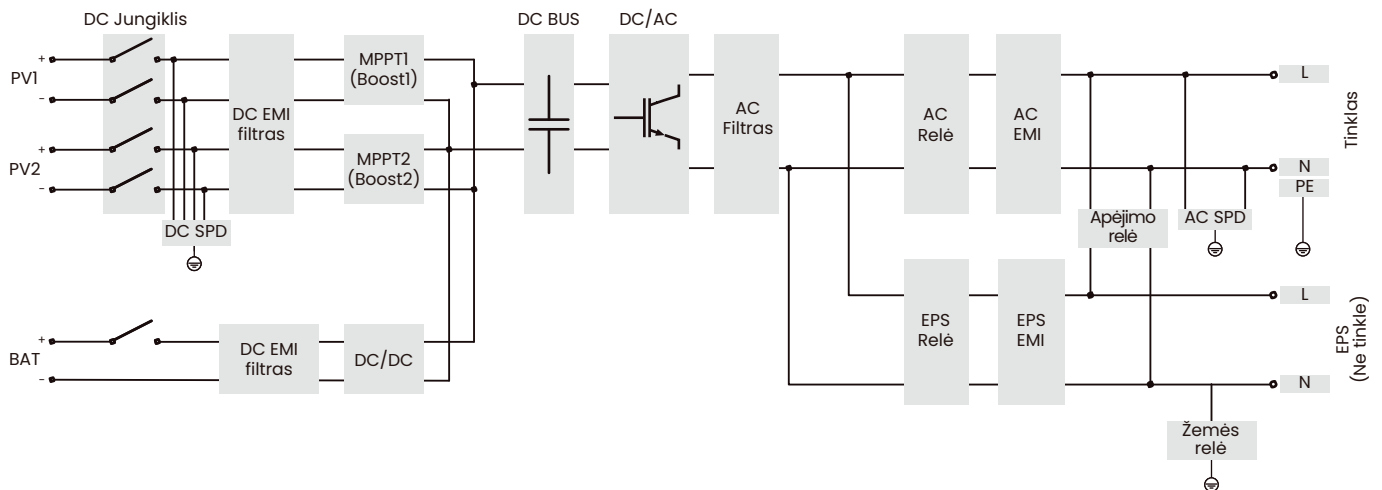 DC Jungiklis
DC BUS
DC/AC
+
PV1
-
+
PV2
-
DC EMI
filtras
MPPT1
(Boost1)
MPPT2
(Boost2)
DC SPD
AC
Filtras
AC
Relė
AC
EMI
L
N
PE
Tinklas
Apėjimo
relė
AC SPD
+
BAT
-
DC EMI
filtras
DC/DC
EPS
Relė
EPS
EMI
L
N
EPS
(Ne tinkle)
Žemės
relė